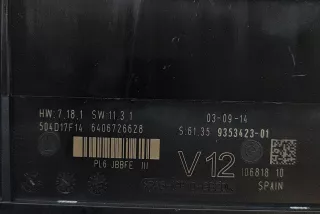 HW:7.18.1 SW:11.3.1
03-09-14
504D17F14 6406726628
S:61.35 9353423-01
PL6 JBBFE III
V12
106818 10
SPAIN